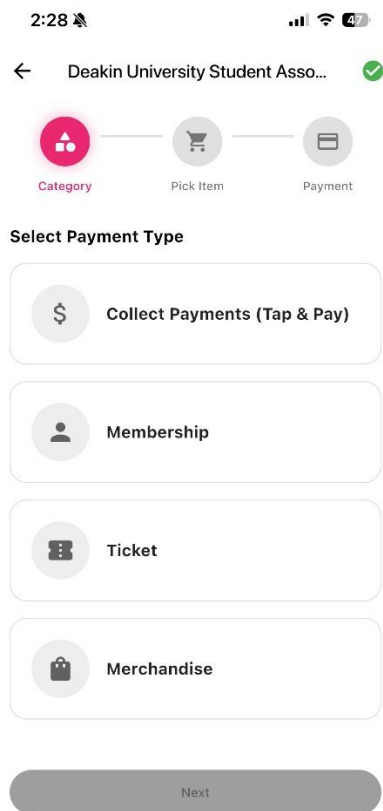 2:28
47
Deakin University Student Asso...
Category
Pick Item
Payment
Select Payment Type
Collect Payments (Tap & Pay)
Membership
Ticket
Merchandise
Next